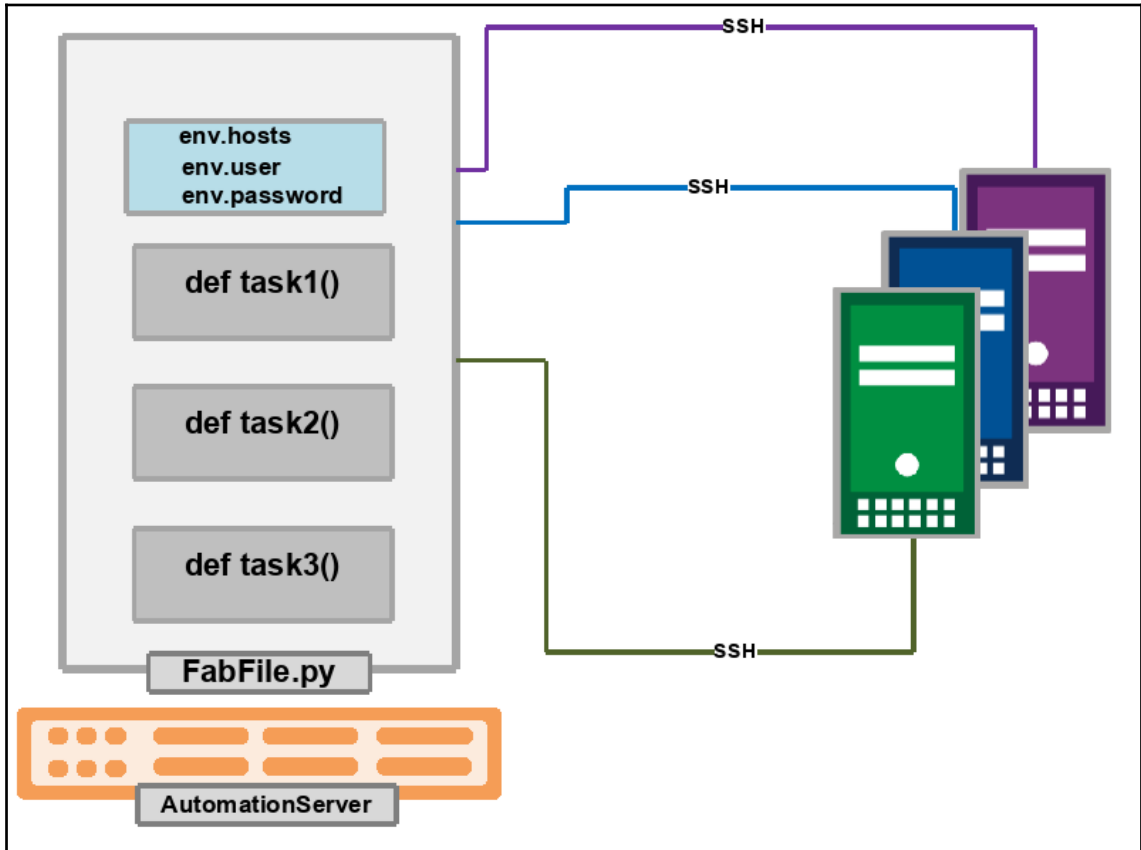 SSH
env.hosts
env.user
env.password
SSH
def task1()
def task2()
def task3()
SSH
FabFile.py
AutomationServer